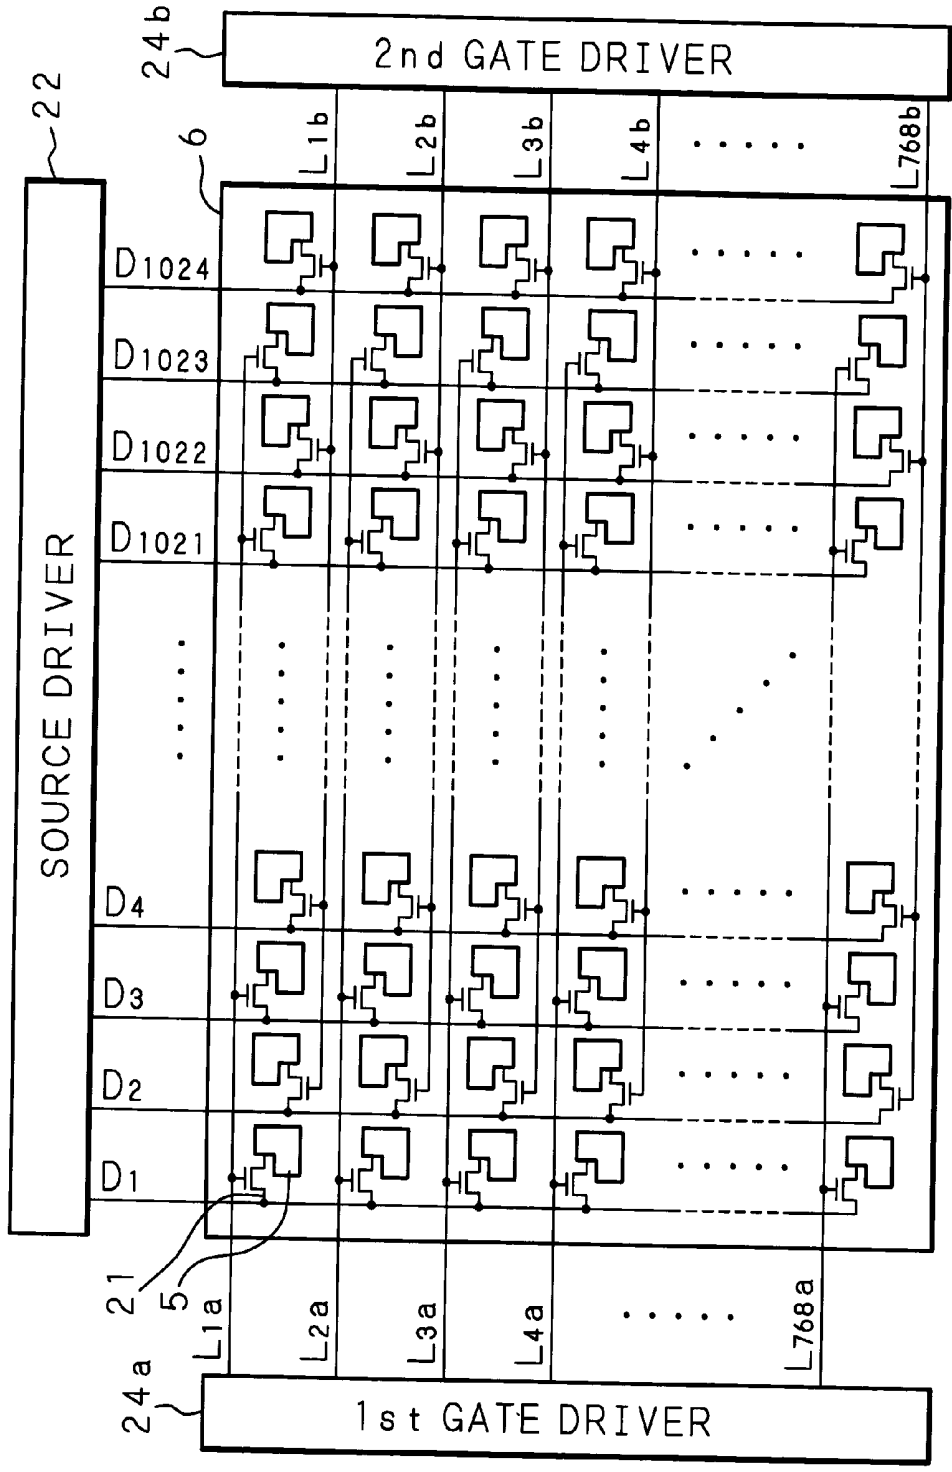 22
SOURCE DRIVER
D1
D2
D3
D4
D1021
D1022
D1023
D1024
24a
1st GATE DRIVER
L1a
L2a
L3a
L4a
L768a
21
5
6
24b
2nd GATE DRIVER
L1b
L2b
L3b
L4b
L768b